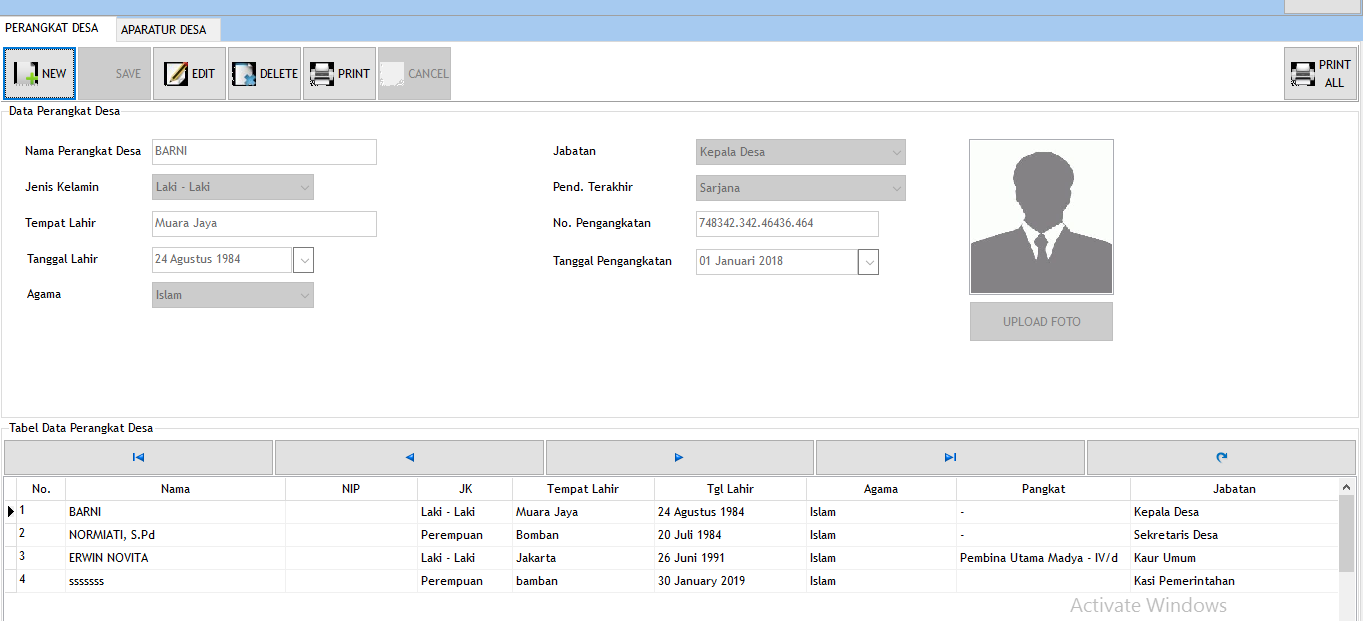 PERANGKAT DESA APARATUR DESA
NEW SAVE EDIT DELETE PRINT CANCEL PRINT ALL
Data Perangkat Desa
Nama Perangkat Desa BARNI Jabatan Kepala Desa
Jenis Kelamin Laki - Laki Pend. Terakhir Sarjana
Tempat Lahir Muara Jaya No. Pengangkatan 748342.342.46436.464
Tanggal Lahir 24 Agustus 1984 Tanggal Pengangkatan 01 Januari 2018
Agama Islam
UPLOAD FOTO
Tabel Data Perangkat Desa
No. Nama NIP JK Tempat Lahir Tgl Lahir Agama Pangkat Jabatan
1 BARNI Laki - Laki Muara Jaya 24 Agustus 1984 Islam - Kepala Desa
2 NORMIATI, S.Pd Perempuan Bomban 20 Juli 1984 Islam - Sekretaris Desa
3 ERWIN NOVITA Laki - Laki Jakarta 26 Juni 1991 Islam Pembina Utama Madya - IV/d Kaur Umum
4 sssssss Perempuan bamban 30 January 2019 Islam Kasi Pemerintahan
Activate Windows